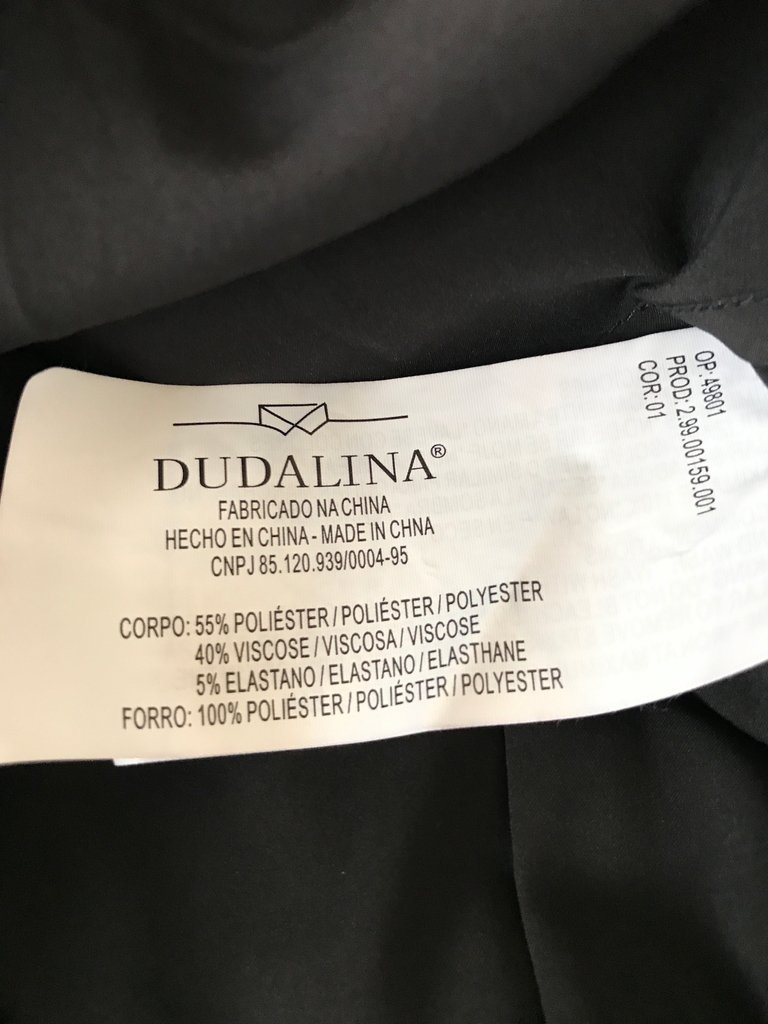 DUDALINA®
FABRICADO NA CHINA
HECHO EN CHINA - MADE IN CHNA
CNPJ 85.120.939/0004-95
CORPO: 55% POLIÉSTER / POLIÉSTER / POLYESTER
40% VISCOSE / VISCOSA / VISCOSE
5% ELASTANO / ELASTANO / ELASTHANE
FORRO: 100% POLIÉSTER / POLIÉSTER / POLYESTER
OP: 49801
PROD: 2.99.00159.001
COR: 01